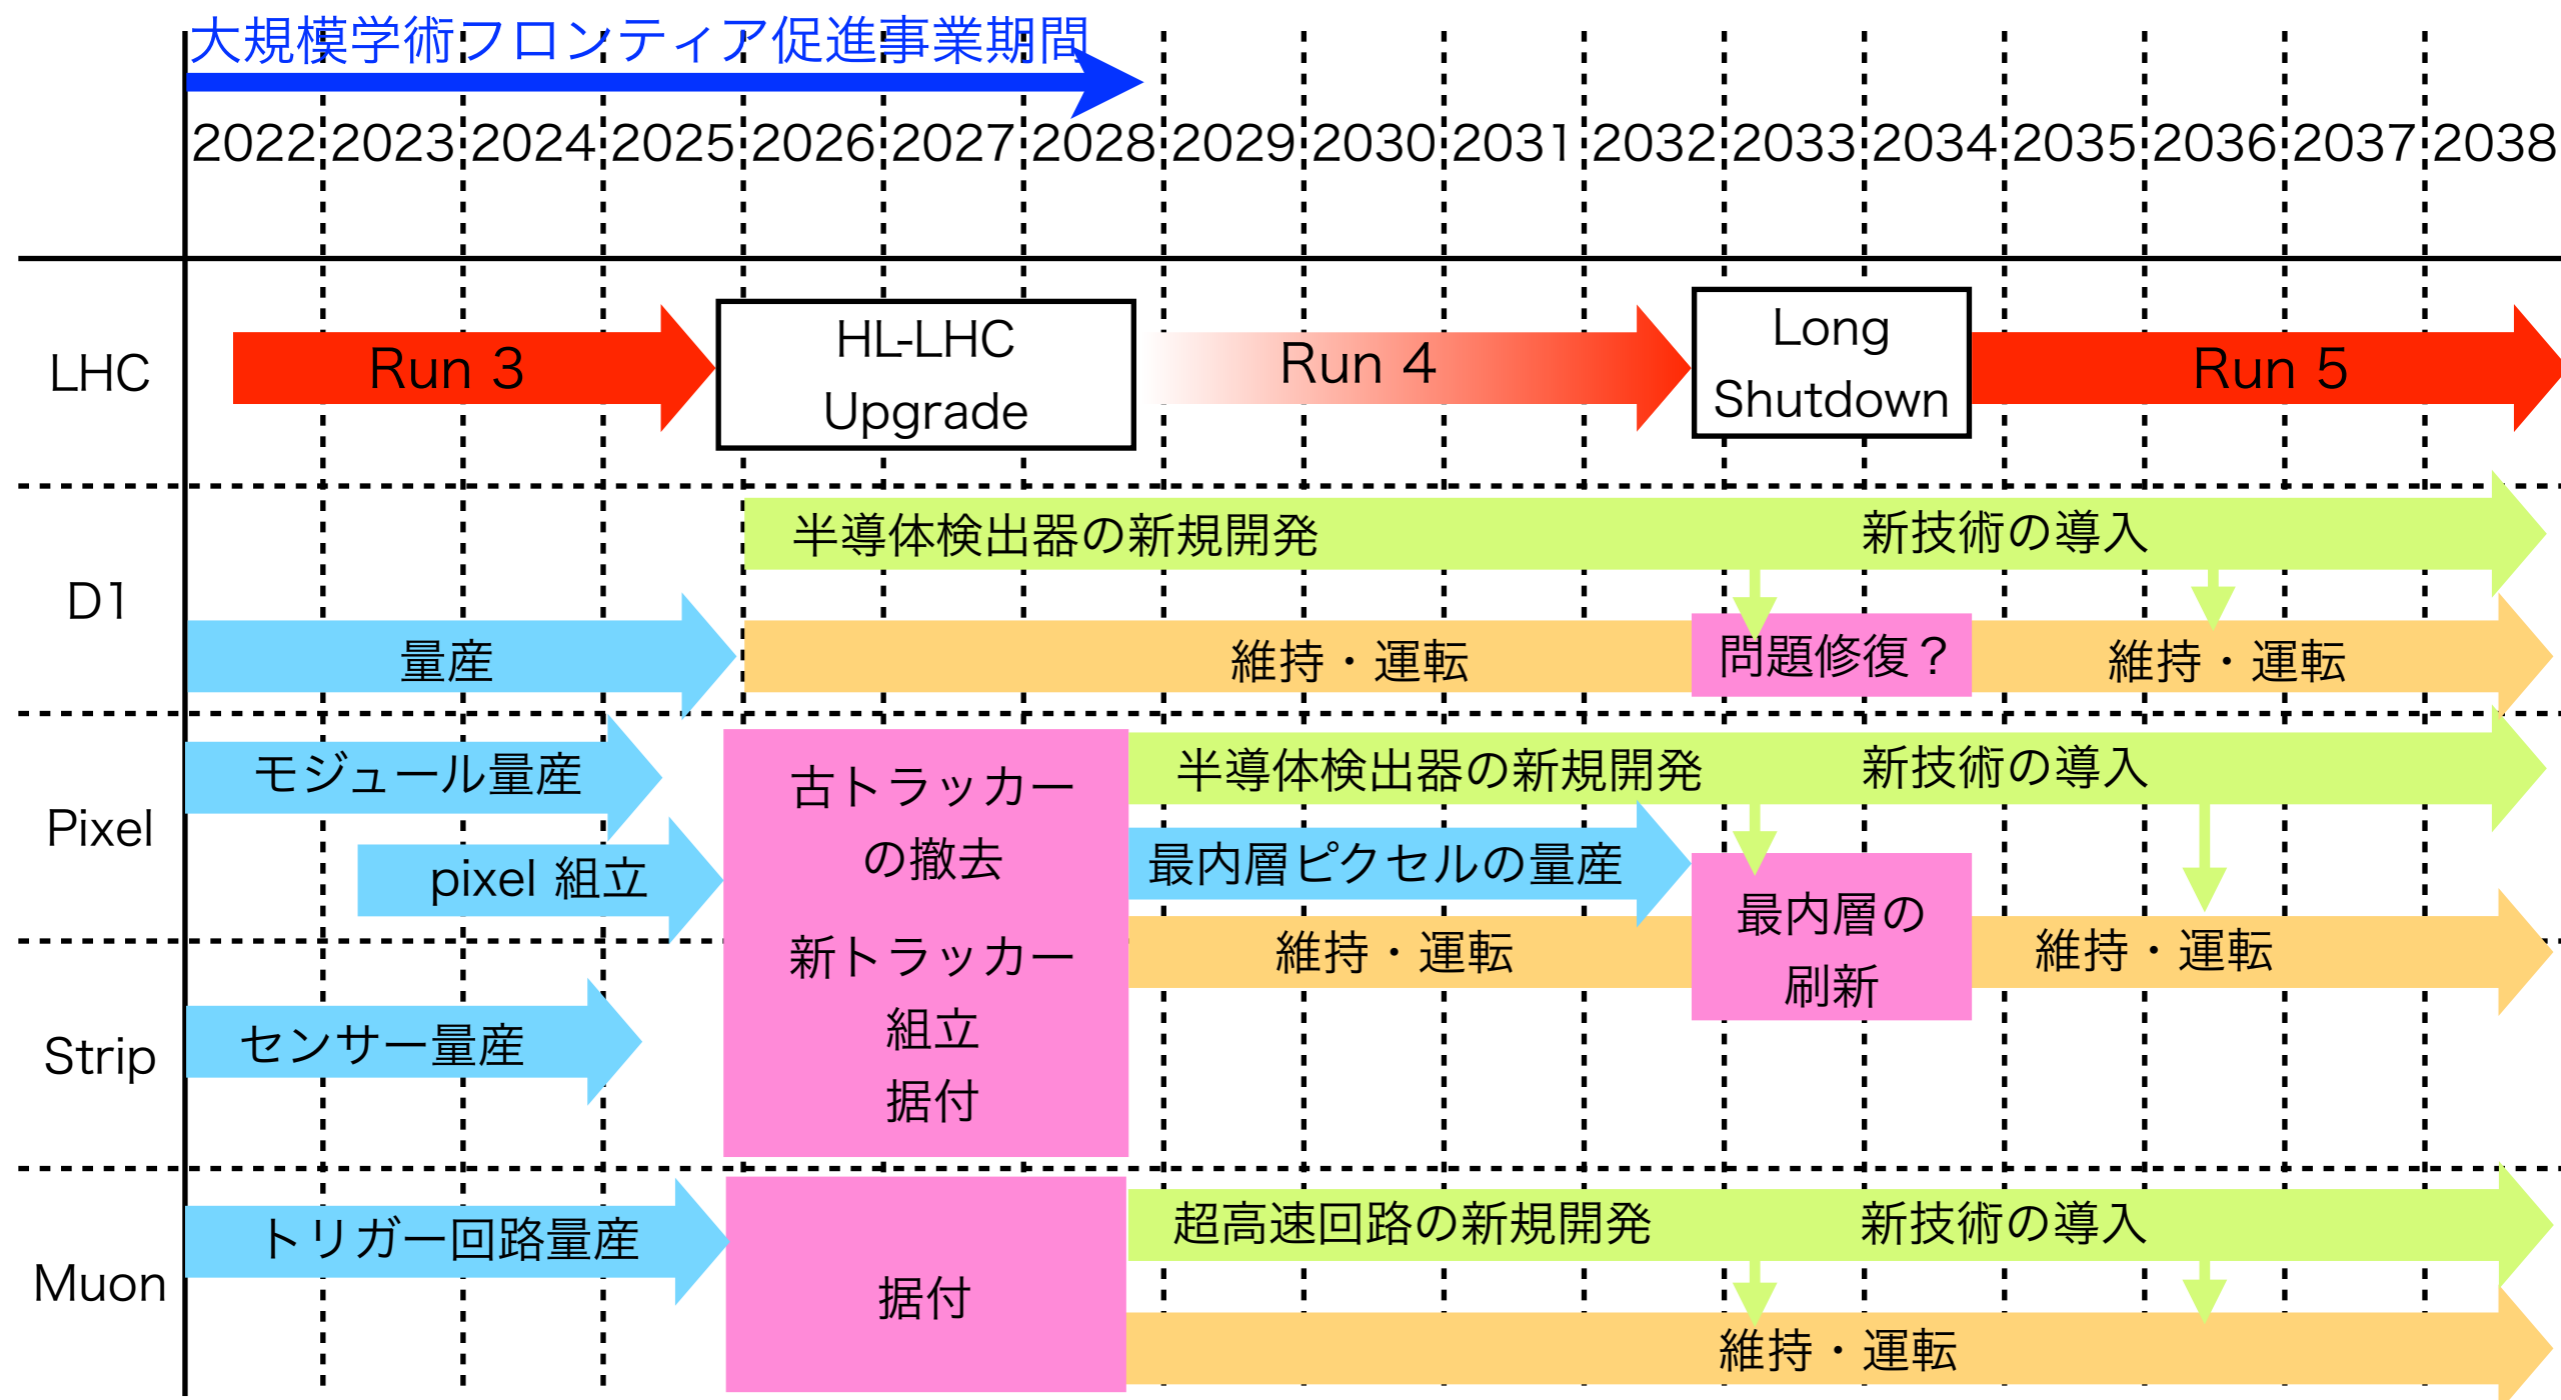 大規模学術フロンティア促進事業期間
2022 2023 2024 2025 2026 2027 2028 2029 2030 2031 2032 2033 2034 2035 2036 2037 2038
LHC
Run 3
HL-LHC
Upgrade
Run 4
Long
Shutdown
Run 5
D1
半導体検出器の新規開発
新技術の導入
量産
維持・運転
問題修復？
維持・運転
Pixel
モジュール量産
pixel 組立
古トラッカー
の撤去
新トラッカー
組立
据付
半導体検出器の新規開発
新技術の導入
最内層ピクセルの量産
維持・運転
最内層の
刷新
維持・運転
Strip
センサー量産
Muon
トリガー回路量産
据付
超高速回路の新規開発
新技術の導入
維持・運転